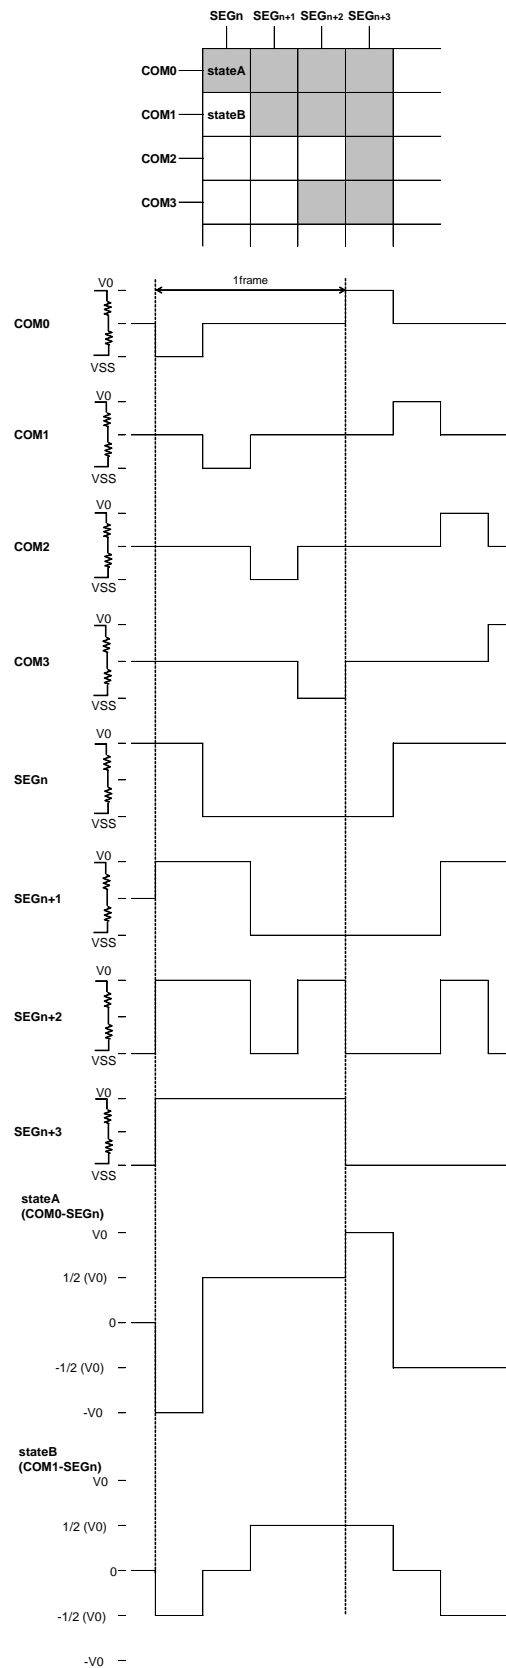 SEGn SEGn+1 SEGn+2 SEGn+3
COM0 stateA
COM1 stateB
COM2
COM3
1frame
V0
COM0
VSS
V0
COM1
VSS
V0
COM2
VSS
V0
COM3
VSS
V0
SEGn
VSS
V0
SEGn+1
VSS
V0
SEGn+2
VSS
V0
SEGn+3
VSS
stateA
(COM0-SEGn)
V0
1/2 (V0)
0
-1/2 (V0)
-V0
stateB
(COM1-SEGn)
V0
1/2 (V0)
0
-1/2 (V0)
-V0